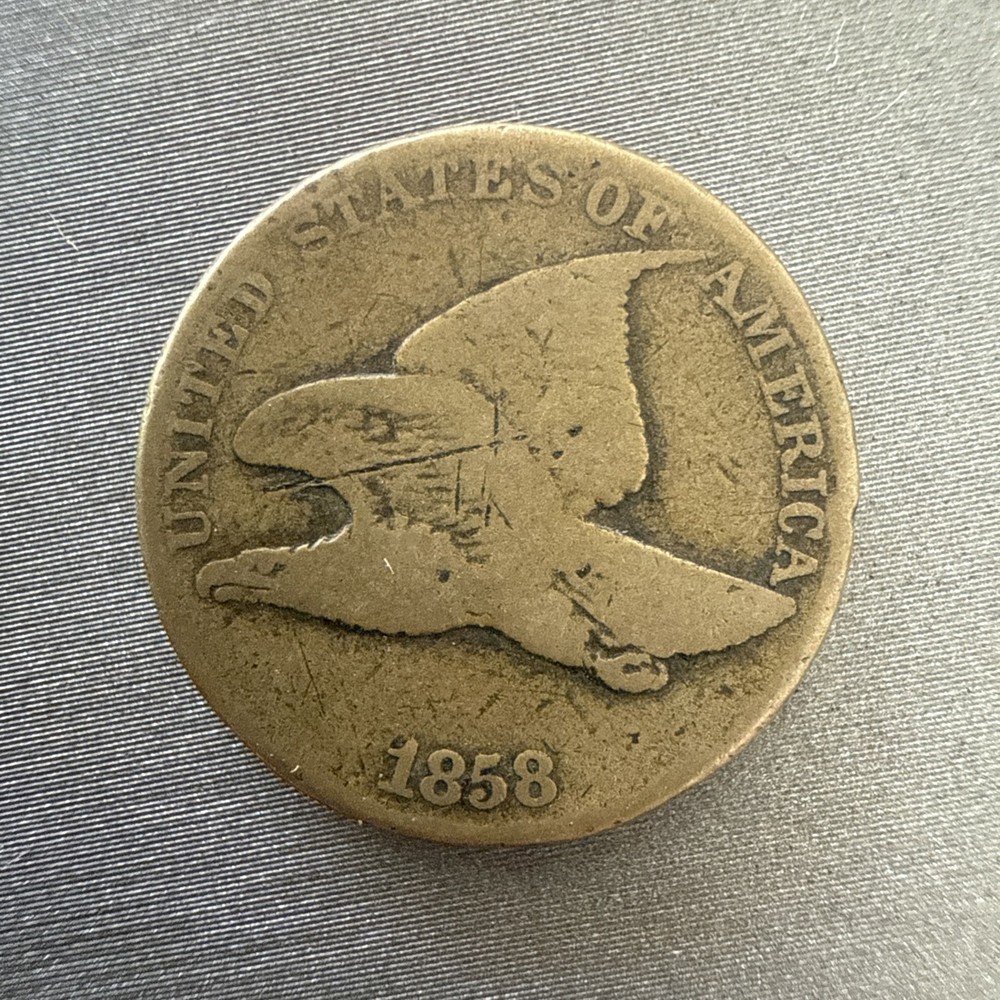 UNITED STATES OF AMERICA
1858